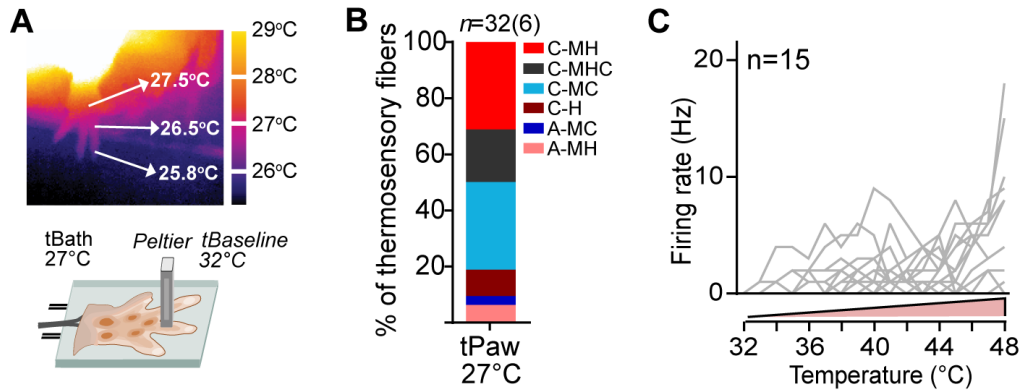 A
29°C
28°C
27°C
26°C
27.5°C
26.5°C
25.8°C
tBath
27°C
Peltier
tBaseline
32°C
B
n=32(6)
% of thermosensory fibers
100
80
60
40
20
tPaw
27°C
C-MH
C-MHC
C-MC
C-H
A-MC
A-MH
C
n=15
Firing rate (Hz)
20
10
0
32 36 40 44 48
Temperature (°C)